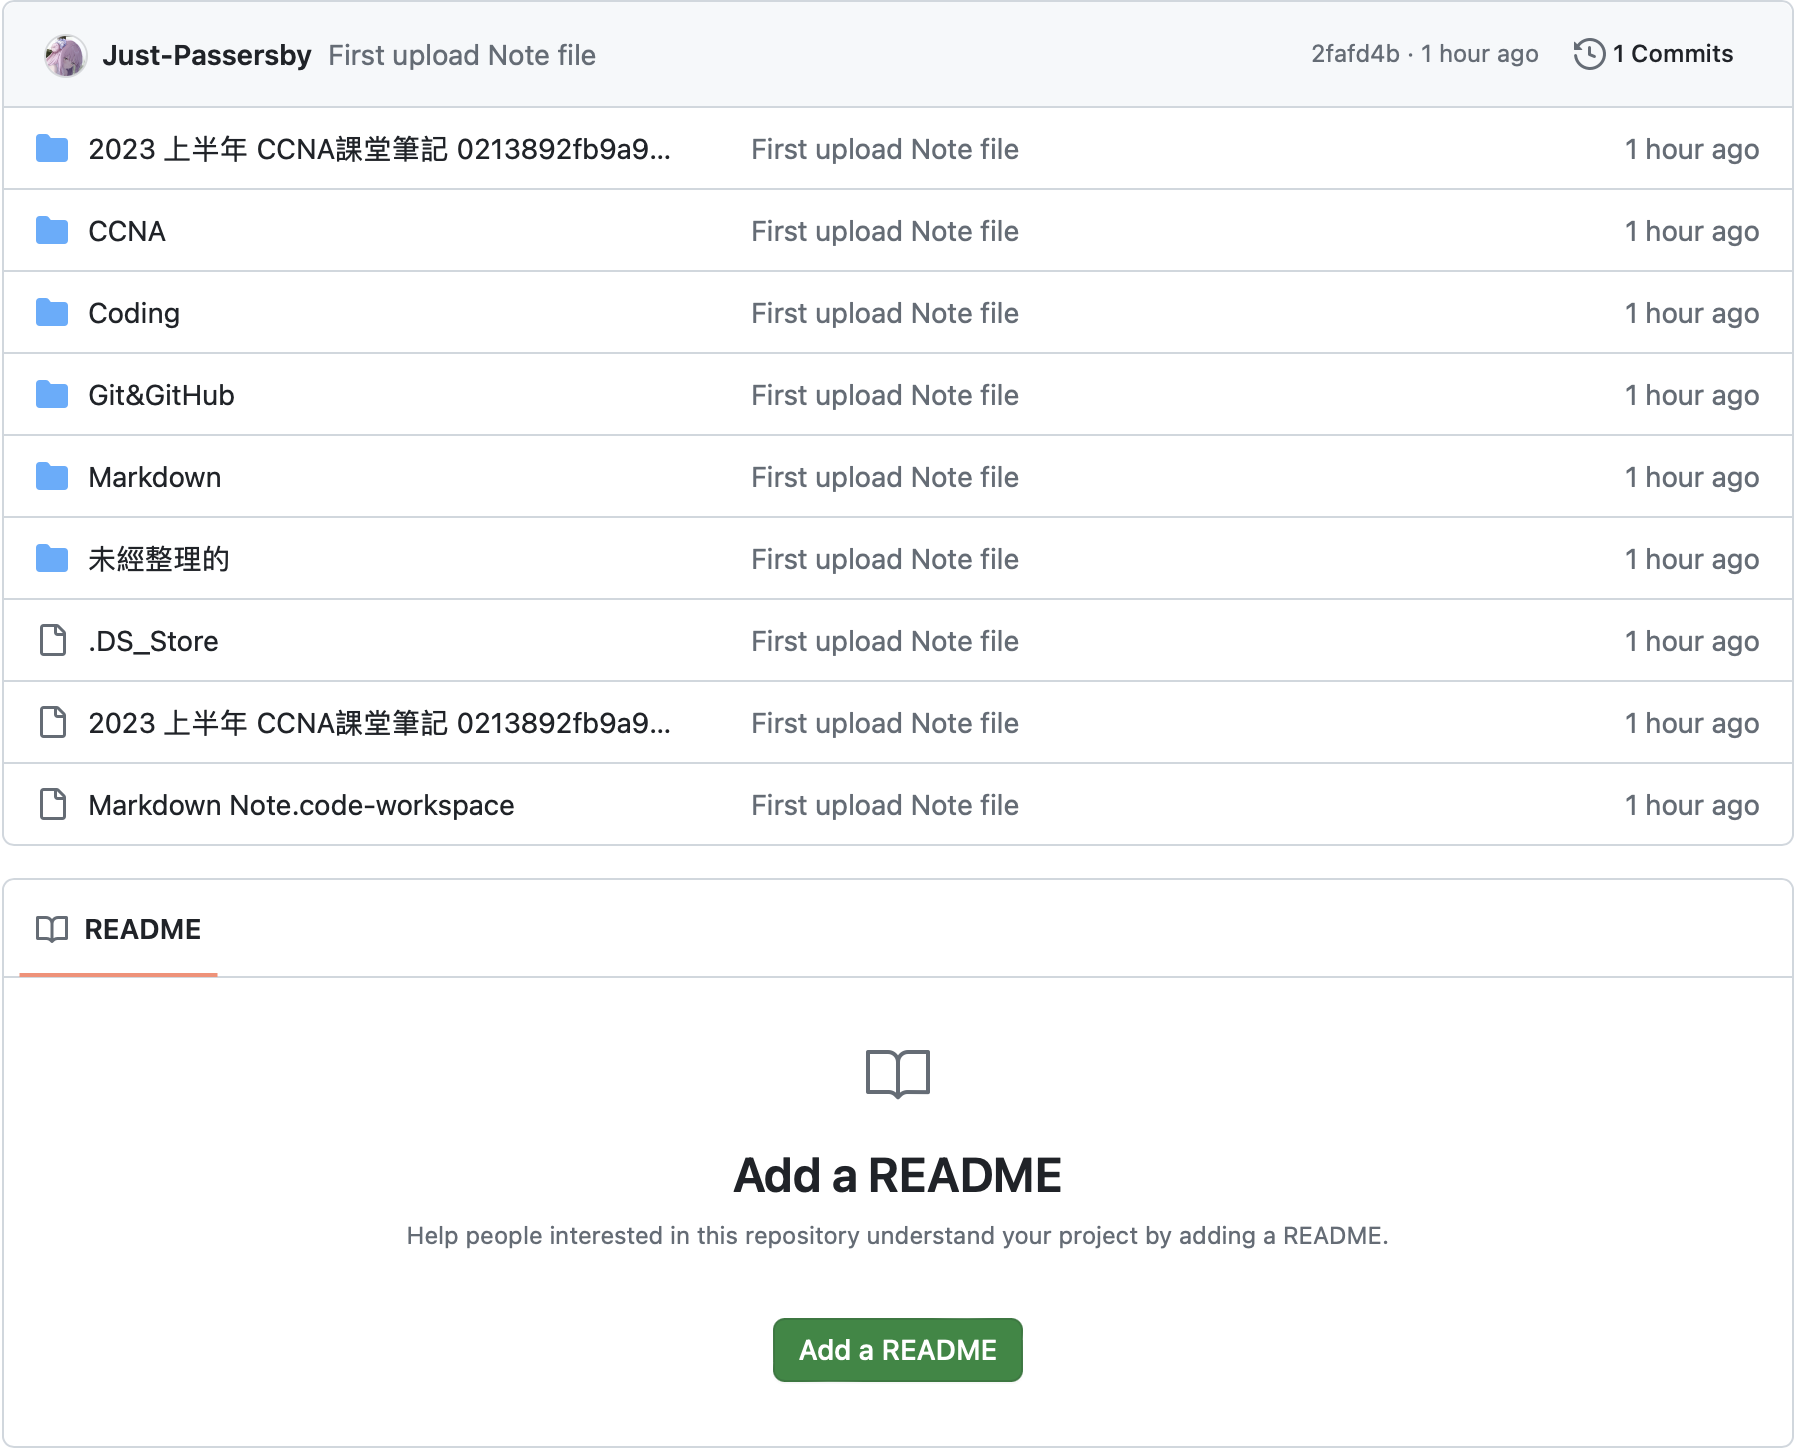 Just-Passersby First upload Note file 2fafd4b · 1 hour ago 1 Commits
2023 上半年 CCNA課堂筆記 0213892fb9a9... First upload Note file 1 hour ago
CCNA First upload Note file 1 hour ago
Coding First upload Note file 1 hour ago
Git&GitHub First upload Note file 1 hour ago
Markdown First upload Note file 1 hour ago
未經整理的 First upload Note file 1 hour ago
.DS_Store First upload Note file 1 hour ago
2023 上半年 CCNA課堂筆記 0213892fb9a9... First upload Note file 1 hour ago
Markdown Note.code-workspace First upload Note file 1 hour ago
README
Add a README
Help people interested in this repository understand your project by adding a README.
Add a README